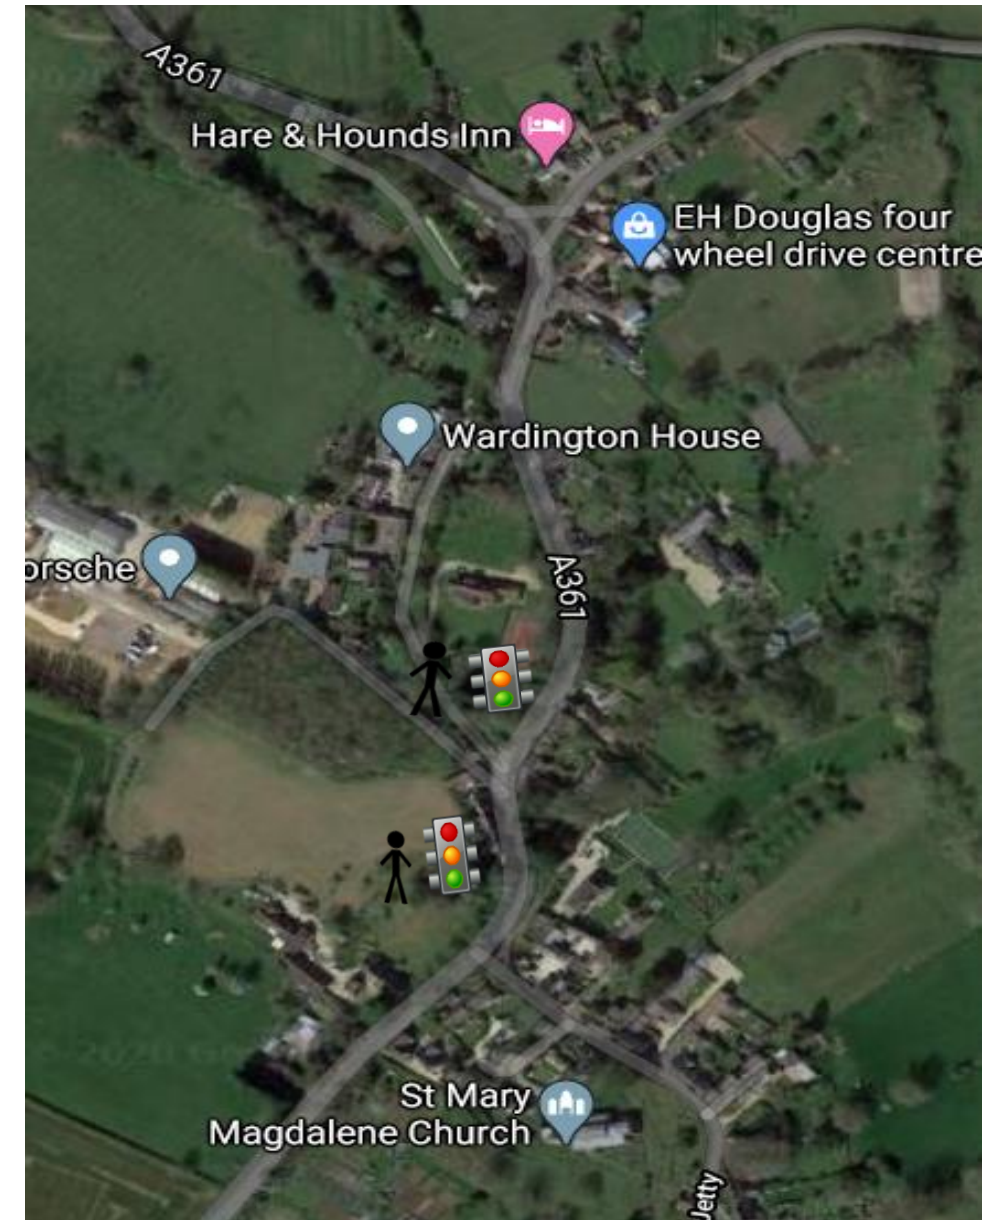 A361
Hare & Hounds Inn
EH Douglas four
wheel drive centre
Wardington House
orsche
A361
St Mary
Magdalene Church
Jetty